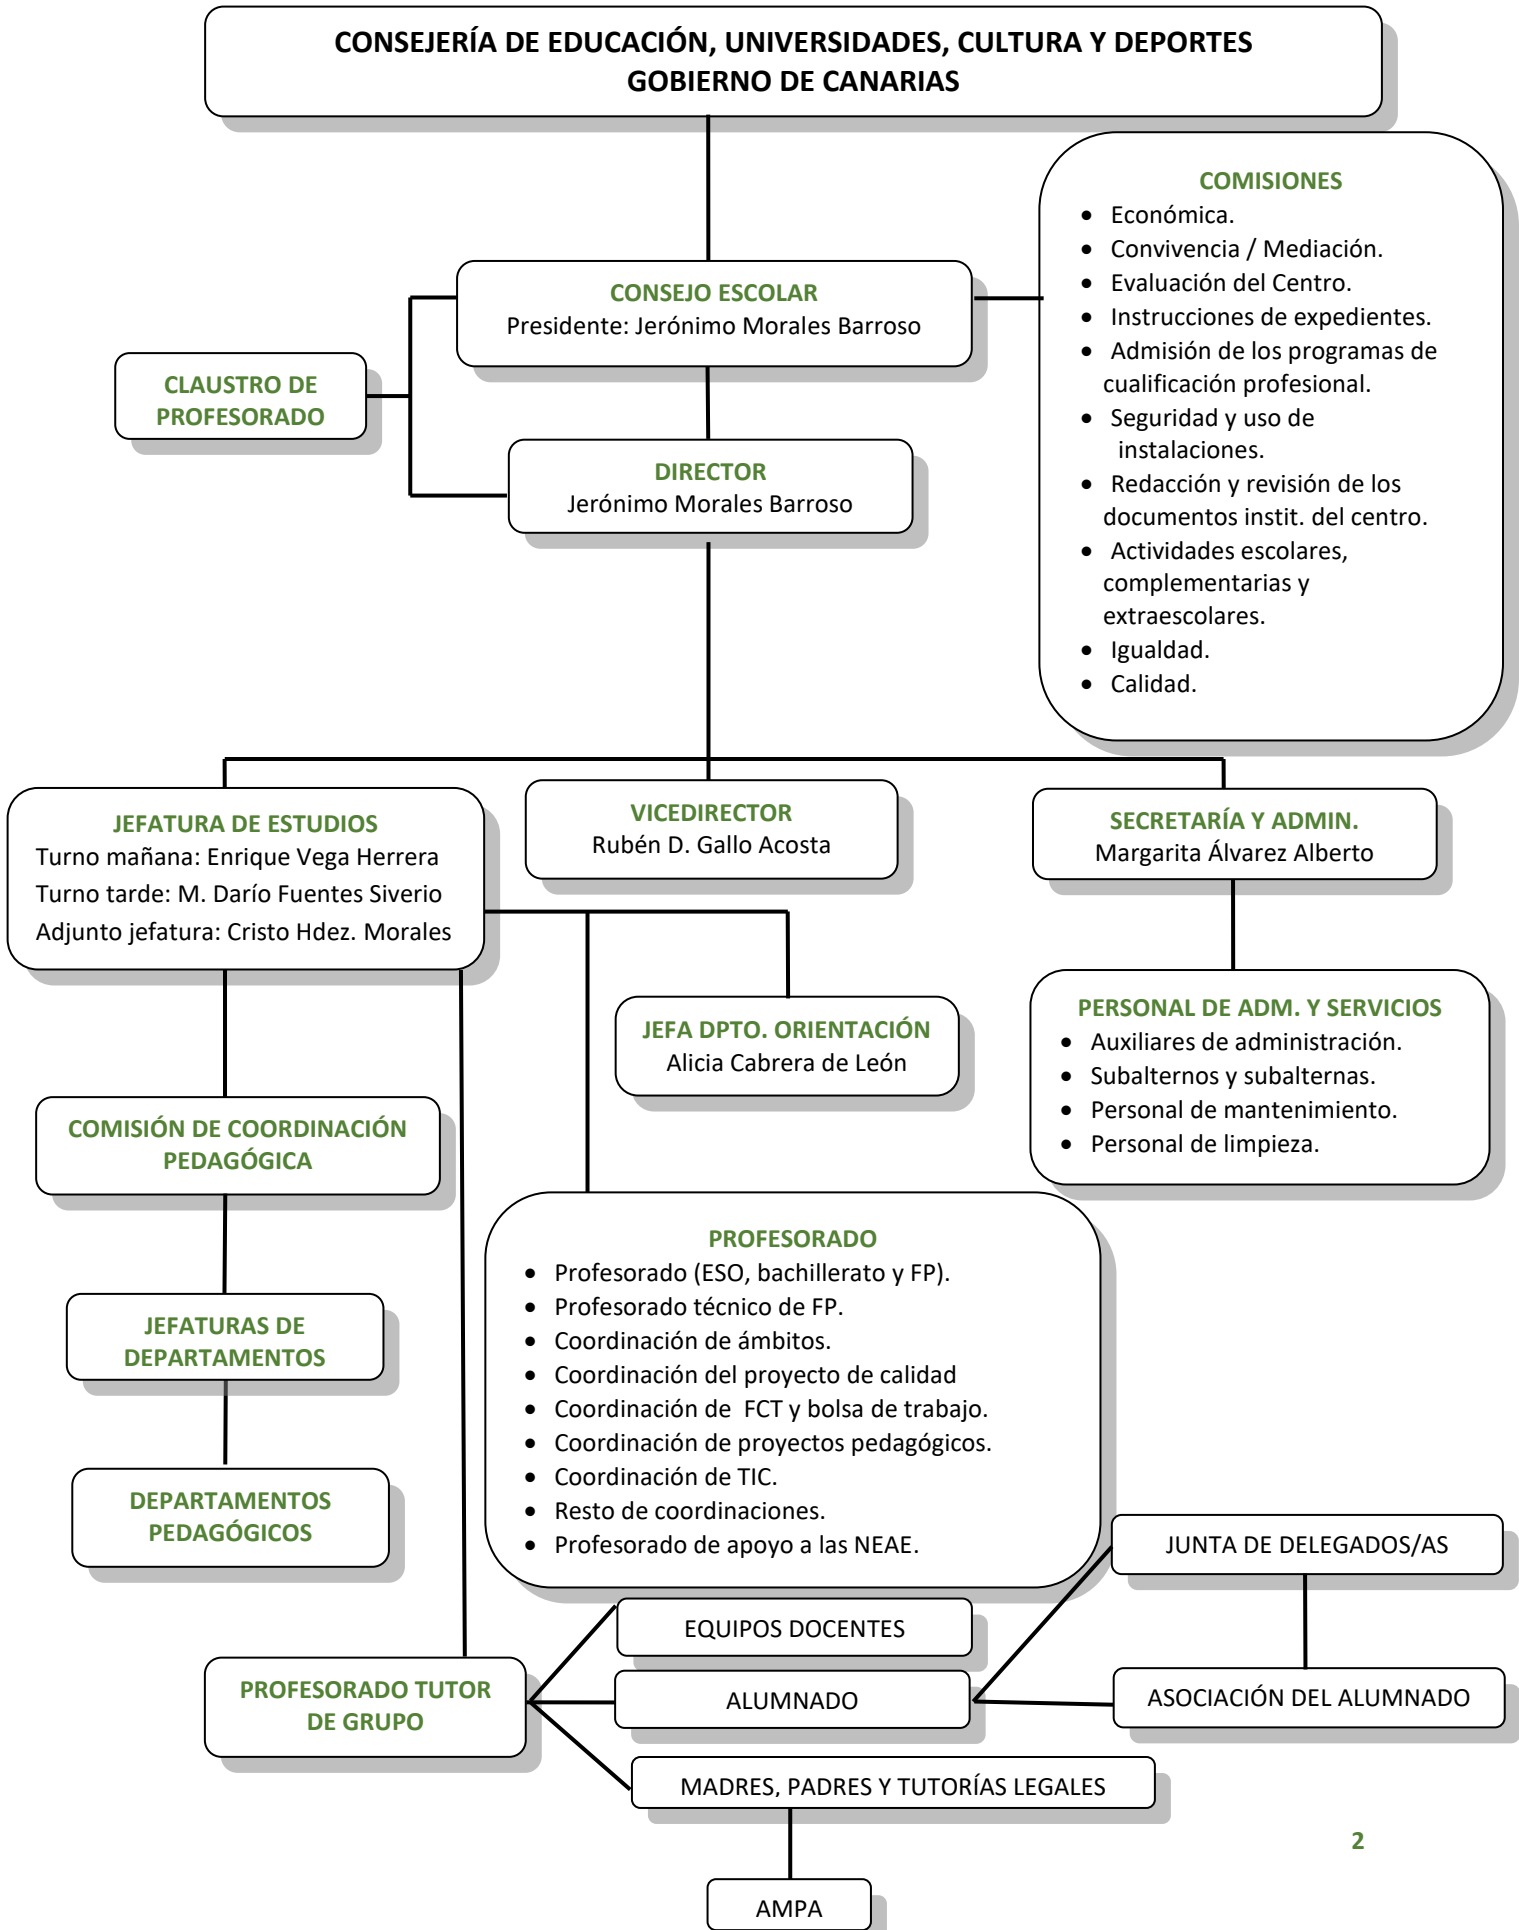 CONSEJERÍA DE EDUCACIÓN, UNIVERSIDADES, CULTURA Y DEPORTES
GOBIERNO DE CANARIAS
COMISIONES
• Económica.
• Convivencia / Mediación.
• Evaluación del Centro.
• Instrucciones de expedientes.
• Admisión de los programas de
cualificación profesional.
• Seguridad y uso de
instalaciones.
• Redacción y revisión de los
documentos instit. del centro.
• Actividades escolares,
complementarias y
extraescolares.
• Igualdad.
• Calidad.
CONSEJO ESCOLAR
Presidente: Jerónimo Morales Barroso
CLAUSTRO DE
PROFESORADO
DIRECTOR
Jerónimo Morales Barroso
JEFATURA DE ESTUDIOS
Turno mañana: Enrique Vega Herrera
Turno tarde: M. Darío Fuentes Siverio
Adjunto jefatura: Cristo Hdez. Morales
VICEDIRECTOR
Rubén D. Gallo Acosta
SECRETARÍA Y ADMIN.
Margarita Álvarez Alberto
JEFA DPTO. ORIENTACIÓN
Alicia Cabrera de León
PERSONAL DE ADM. Y SERVICIOS
• Auxiliares de administración.
• Subalternos y subalternas.
• Personal de mantenimiento.
• Personal de limpieza.
COMISIÓN DE COORDINACIÓN
PEDAGÓGICA
JEFATURAS DE
DEPARTAMENTOS
DEPARTAMENTOS
PEDAGÓGICOS
PROFESORADO
• Profesorado (ESO, bachillerato y FP).
• Profesorado técnico de FP.
• Coordinación de ámbitos.
• Coordinación del proyecto de calidad
• Coordinación de FCT y bolsa de trabajo.
• Coordinación de proyectos pedagógicos.
• Coordinación de TIC.
• Resto de coordinaciones.
• Profesorado de apoyo a las NEAE.
JUNTA DE DELEGADOS/AS
EQUIPOS DOCENTES
PROFESORADO TUTOR
DE GRUPO
ALUMNADO
ASOCIACIÓN DEL ALUMNADO
MADRES, PADRES Y TUTORÍAS LEGALES
2
AMPA